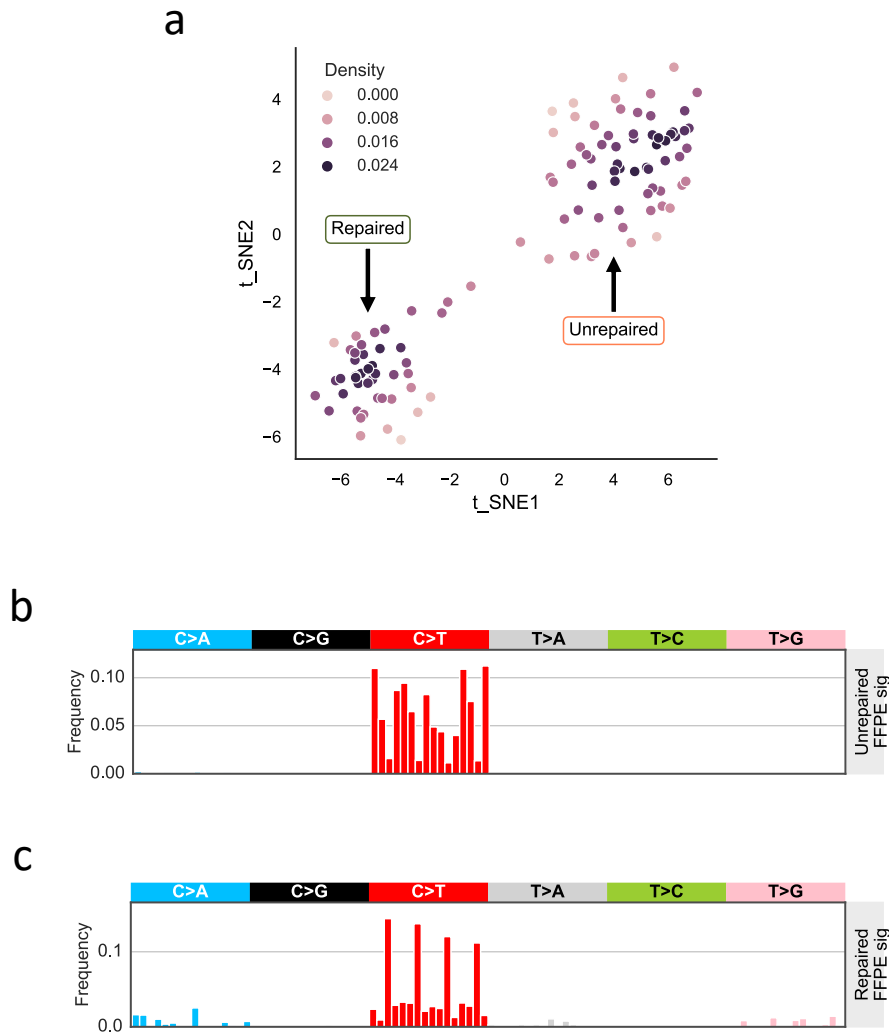 a
Density
0.000
0.008
0.016
0.024
Repaired
Unrepaired
4
2
0
−2
−4
−6
t_SNE2
−6 −4 −2 0 2 4 6
t_SNE1
b
C>A C>G C>T T>A T>C T>G
0.10
0.05
0.00
Frequency
Unrepaired
FFPE sig
c
C>A C>G C>T T>A T>C T>G
0.1
0.0
Frequency
Repaired
FFPE sig